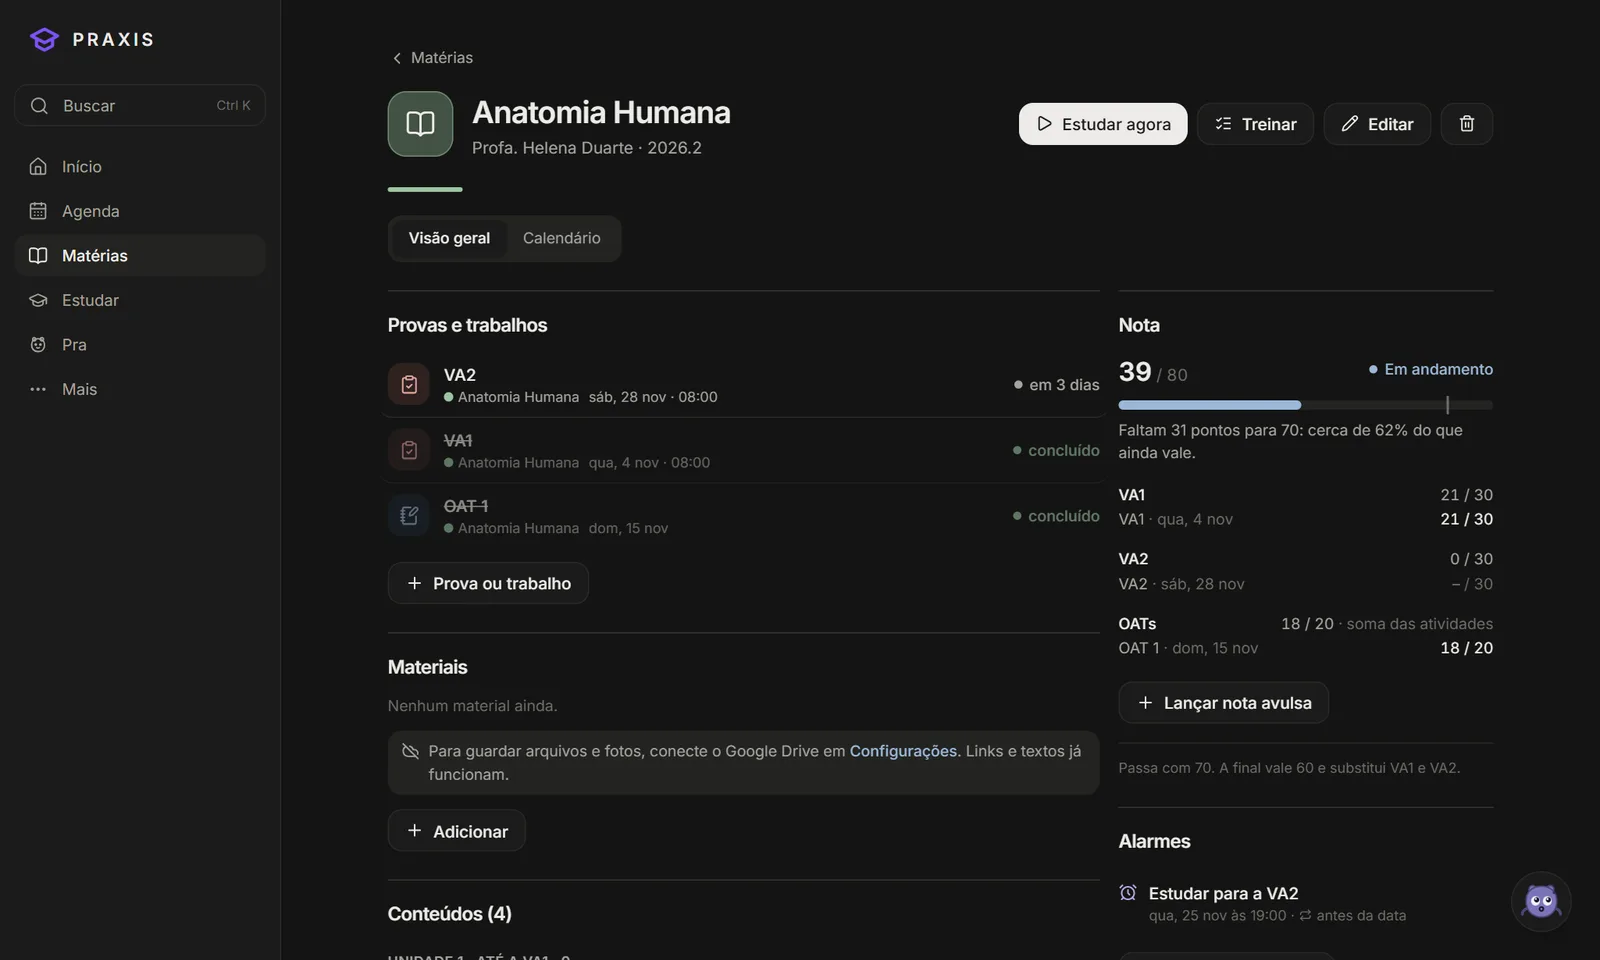 PRAXIS
Buscar Ctrl K
Início
Agenda
Matérias
Estudar
Pra
Mais
Matérias
Anatomia Humana
Profa. Helena Duarte · 2026.2
Estudar agora
Treinar
Editar
Visão geral
Calendário
Provas e trabalhos
VA2
Anatomia Humana sáb, 28 nov · 08:00
em 3 dias
VA1
Anatomia Humana qua, 4 nov · 08:00
concluído
OAT 1
Anatomia Humana dom, 15 nov
concluído
Prova ou trabalho
Materiais
Nenhum material ainda.
Para guardar arquivos e fotos, conecte o Google Drive em Configurações. Links e textos já
funcionam.
Adicionar
Conteúdos (4)
Nota
39 / 80
Em andamento
Faltam 31 pontos para 70: cerca de 62% do que
ainda vale.
VA1 21 / 30
VA1 · qua, 4 nov 21 / 30
VA2 0 / 30
VA2 · sáb, 28 nov – / 30
OATs 18 / 20 · soma das atividades
OAT 1 · dom, 15 nov 18 / 20
Lançar nota avulsa
Passa com 70. A final vale 60 e substitui VA1 e VA2.
Alarmes
Estudar para a VA2
qua, 25 nov às 19:00 · antes da data